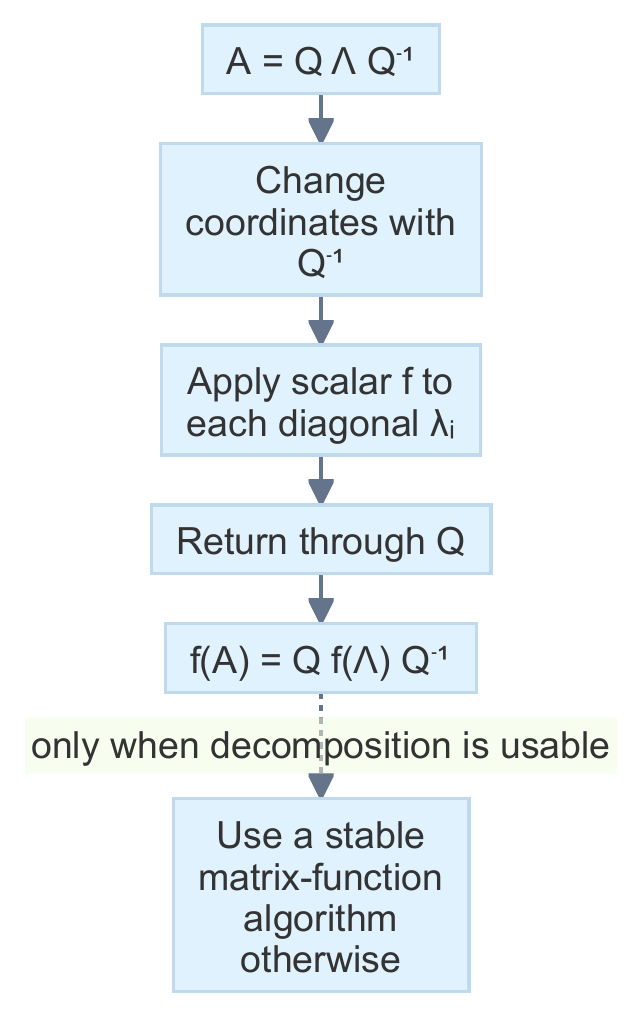 A = Q Λ Q⁻¹
Change
coordinates with
Q⁻¹
Apply scalar f to
each diagonal λᵢ
Return through Q
f(A) = Q f(Λ) Q⁻¹
only when decomposition is usable
Use a stable
matrix-function
algorithm
otherwise